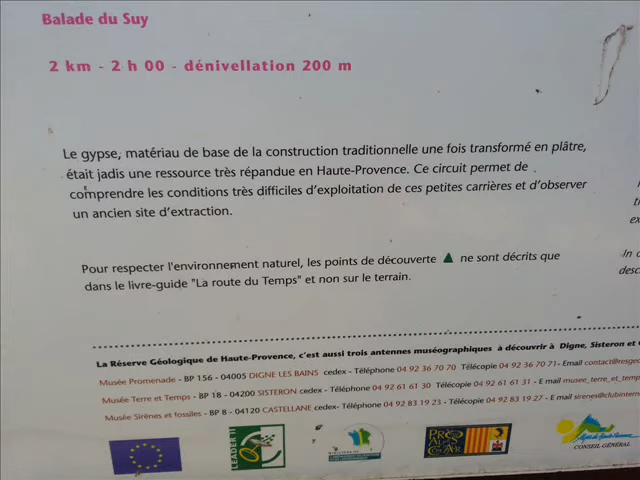 Balade du Suy
2 km - 2 h 00 - dénivellation 200 m
Le gypse, matériau de base de la construction traditionnelle une fois transformé en plâtre,
était jadis une ressource très répandue en Haute-Provence. Ce circuit permet de
comprendre les conditions très difficiles d'exploitation de ces petites carrières et d'observer
un ancien site d'extraction.
Pour respecter l'environnement naturel, les points de découverte ▲ ne sont décrits que
dans le livre-guide "La route du Temps" et non sur le terrain.
In
desc
La Réserve Géologique de Haute-Provence, c'est aussi trois antennes muséographiques à découvrir à Digne, Sisteron et
Musée Promenade - BP 156 - 04005 DIGNE LES BAINS cedex - Téléphone 04 92 36 70 70 Télécopie 04 92 36 70 71 - Email contact@resgeo
Musée Terre et Temps - BP 18 - 04200 SISTERON cedex - Téléphone 04 92 61 61 30 Télécopie 04 92 61 61 31 - E mail musee_terre_et_temp
Musée Sirènes et fossiles - BP 8 - 04120 CASTELLANE cedex - Téléphone 04 92 83 19 23 - Télécopie 04 92 83 19 27 - E mail sirenes@clubintern
LEADER II
CONSEIL GÉNÉRAL